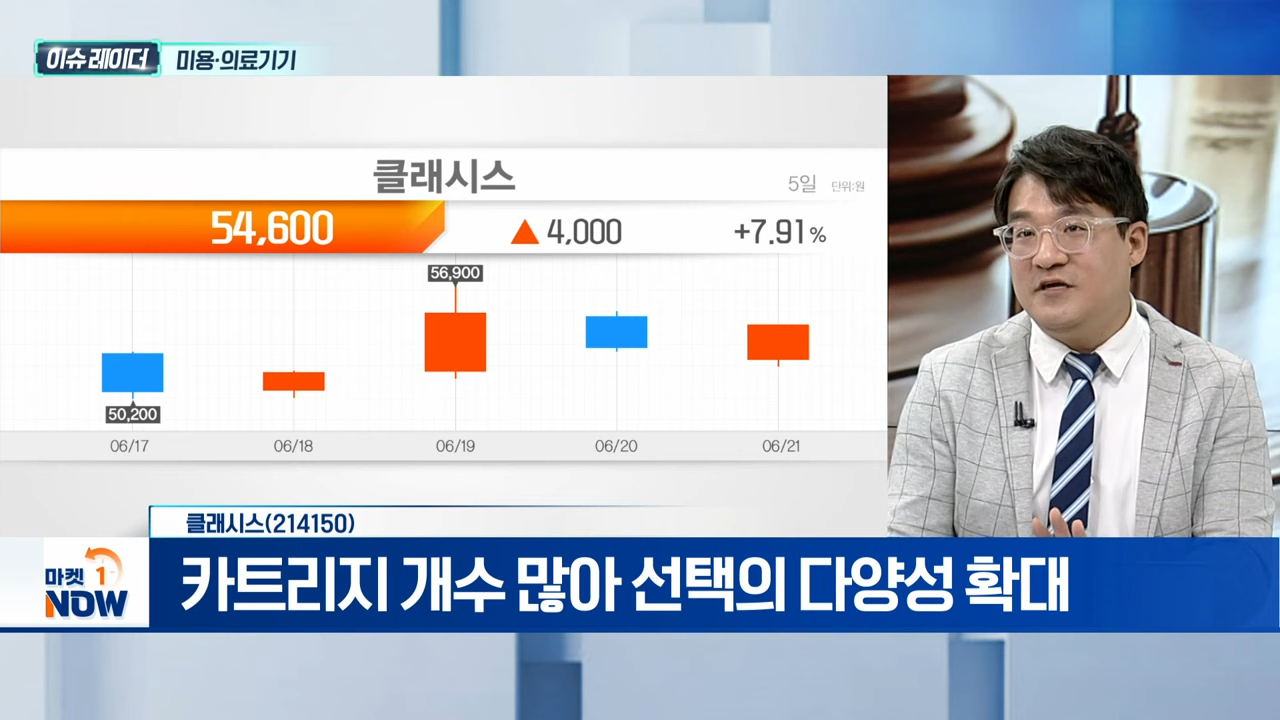 이슈 레이더 미용·의료기기
클래시스
5일 단위:원
54,600 ▲ 4,000 +7.91%
56,900
50,200
06/17 06/18 06/19 06/20 06/21
클래시스(214150)
마켓 1
NOW
카트리지 개수 많아 선택의 다양성 확대